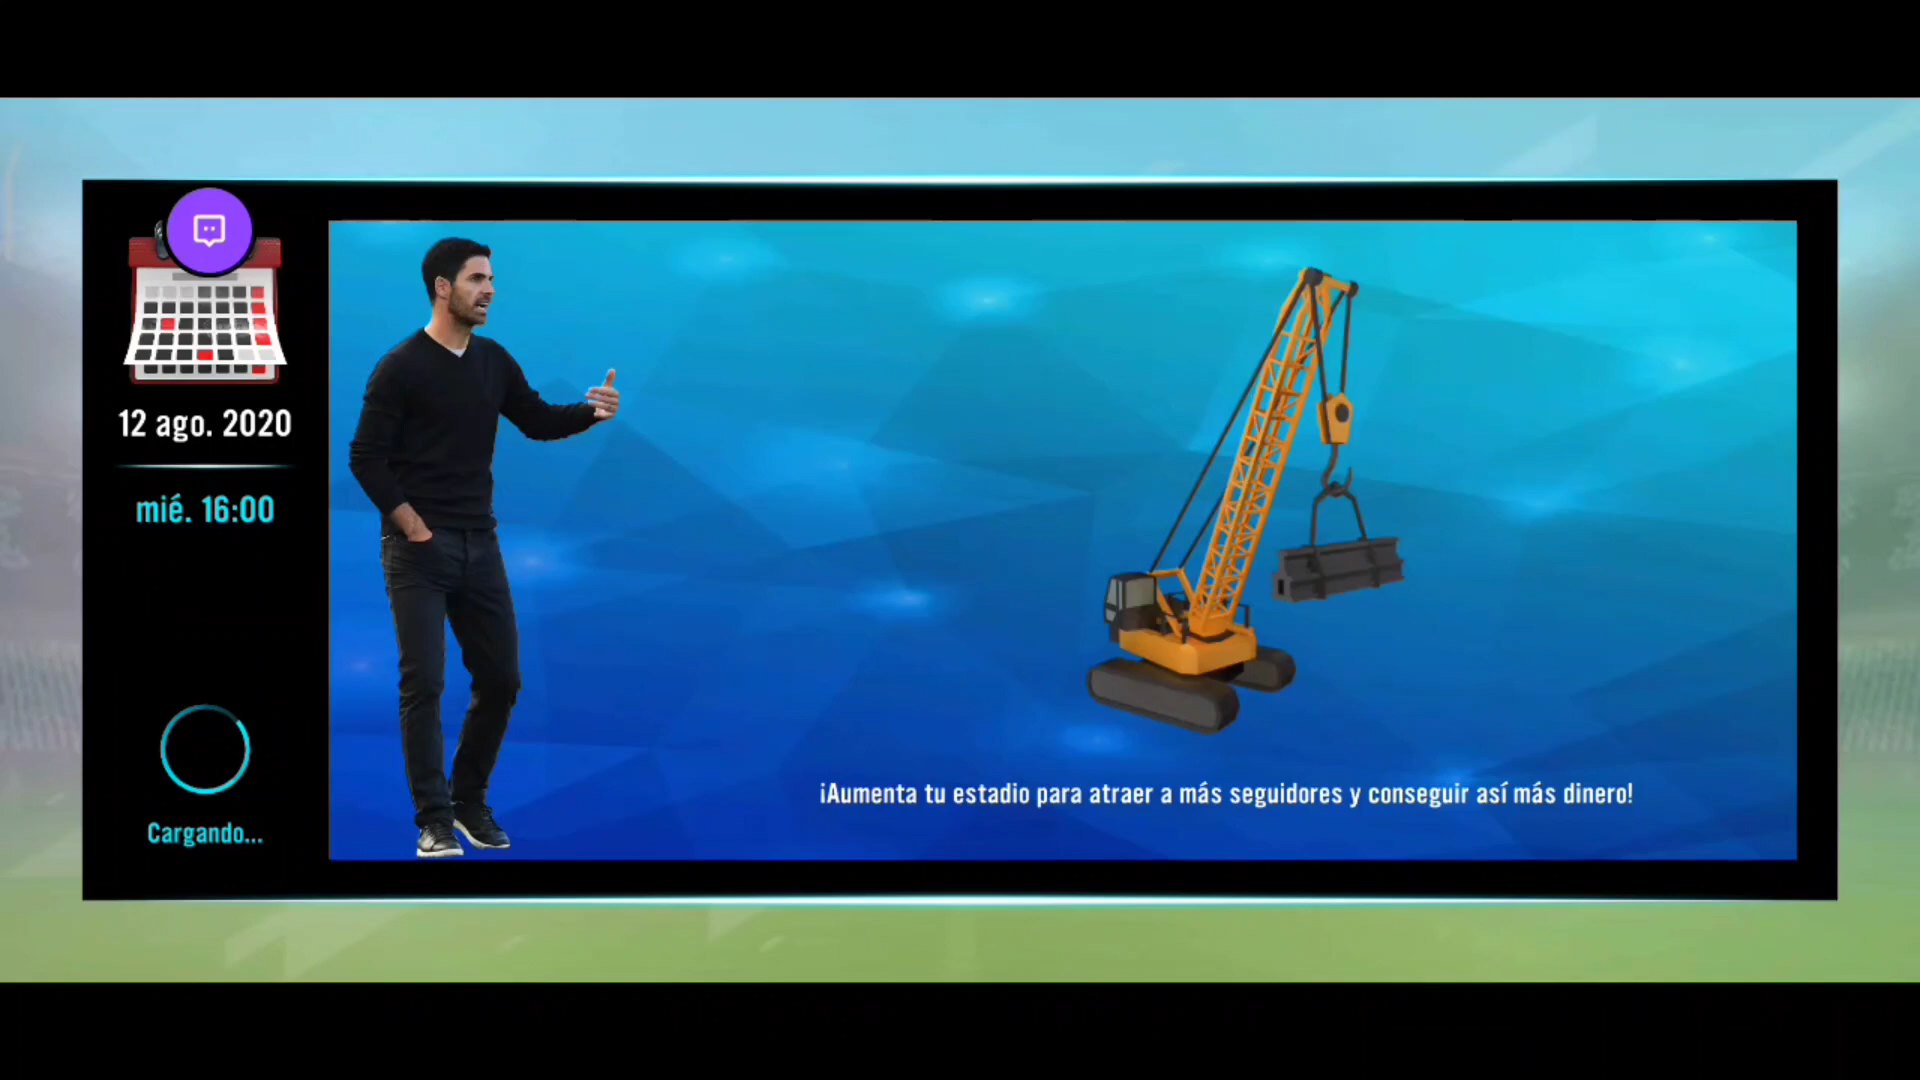 12 ago. 2020
mié. 16:00
Cargando...
¡Aumenta tu estadio para atraer a más seguidores y conseguir así más dinero!